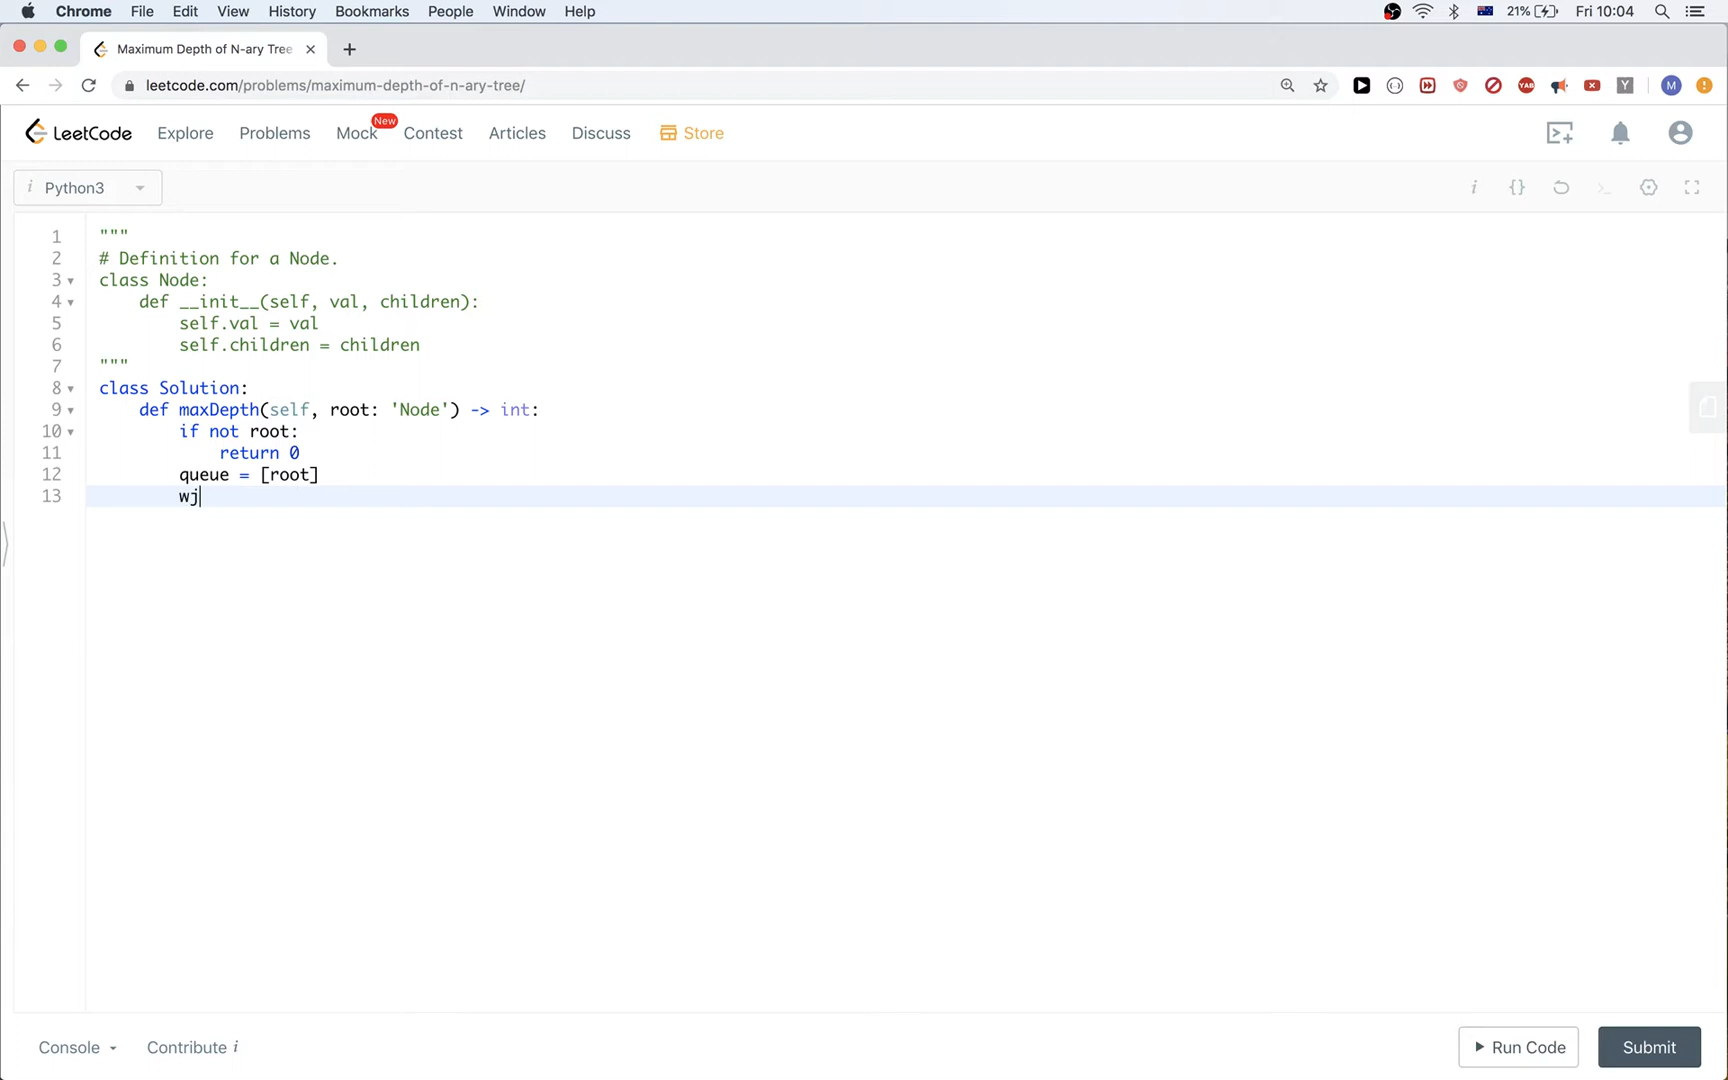 Chrome File Edit View History Bookmarks People Window Help 21% Fri 10:04
Maximum Depth of N-ary Tree
leetcode.com/problems/maximum-depth-of-n-ary-tree/ YAB Y M
LeetCode Explore Problems Mock New Contest Articles Discuss Store
i Python3 i {}
1 """
2 # Definition for a Node.
3 class Node:
4 def __init__(self, val, children):
5 self.val = val
6 self.children = children
7 """
8 class Solution:
9 def maxDepth(self, root: 'Node') -> int:
10 if not root:
11 return 0
12 queue = [root]
13 wj
Console Contribute i Run Code Submit